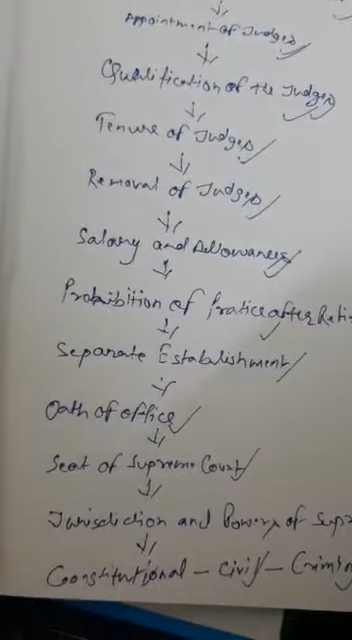 Appointment of Judges
Qualification of the Judges
Tenure of Judges
Removal of Judges
Salary and Allowances
Prohibition of Pratice after Reti
Separate Establishment
Oath of office
Seat of Supreme Court
Jurisdiction and Powers of Supr
Constitutional - Civil - Crimin